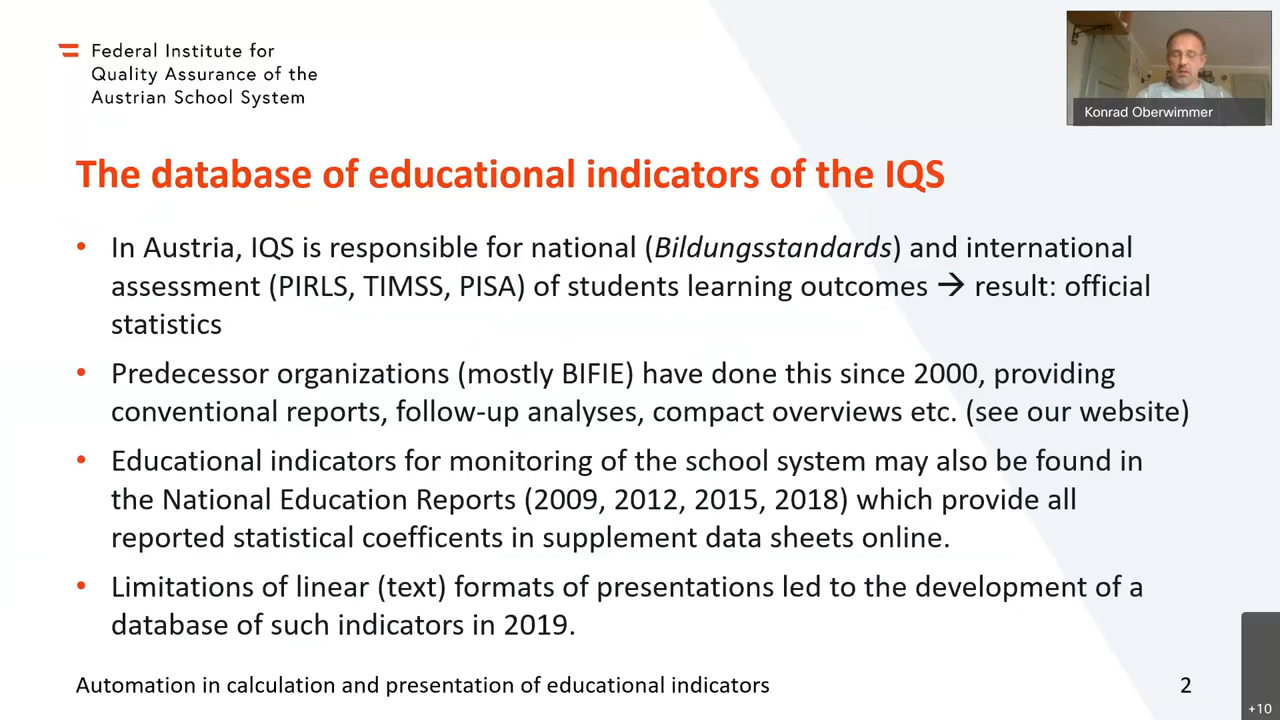 Federal Institute for
Quality Assurance of the
Austrian School System
Konrad Oberwimmer
The database of educational indicators of the IQS
• In Austria, IQS is responsible for national (Bildungsstandards) and international
assessment (PIRLS, TIMSS, PISA) of students learning outcomes → result: official
statistics
• Predecessor organizations (mostly BIFIE) have done this since 2000, providing
conventional reports, follow-up analyses, compact overviews etc. (see our website)
• Educational indicators for monitoring of the school system may also be found in
the National Education Reports (2009, 2012, 2015, 2018) which provide all
reported statistical coefficents in supplement data sheets online.
• Limitations of linear (text) formats of presentations led to the development of a
database of such indicators in 2019.
Automation in calculation and presentation of educational indicators
2
+10